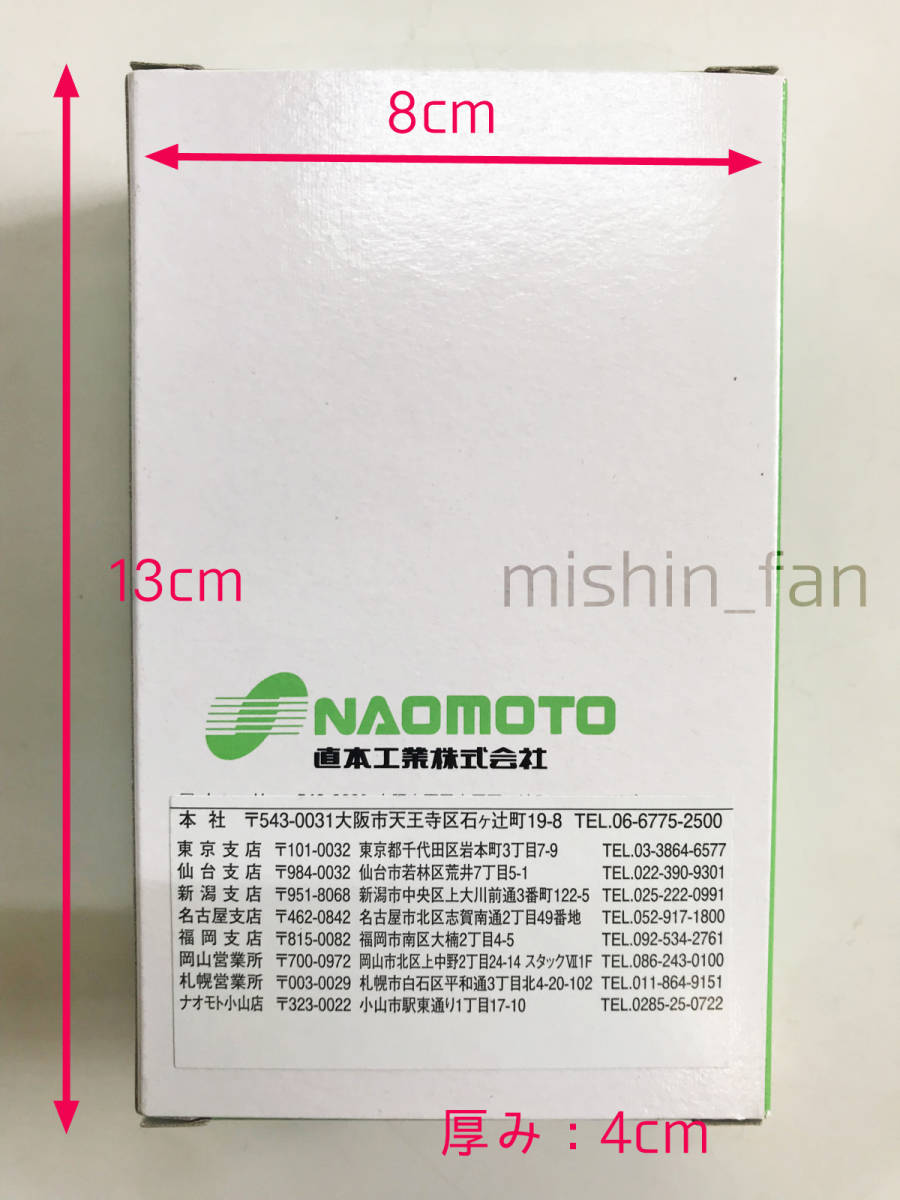 8cm
13cm
mishin_fan
NAOMOTO
直本工業株式会社
本社 〒543-0031大阪市天王寺区石ヶ辻町19-8 TEL.06-6775-2500
東京支店 〒101-0032 東京都千代田区岩本町3丁目7-9 TEL.03-3864-6577
仙台支店 〒984-0032 仙台市若林区荒井7丁目5-1 TEL.022-390-9301
新潟支店 〒951-8068 新潟市中央区上大川前通3番町122-5 TEL.025-222-0991
名古屋支店 〒462-0842 名古屋市北区志賀南通2丁目49番地 TEL.052-917-1800
福岡支店 〒815-0082 福岡市南区大楠2丁目4-5 TEL.092-534-2761
岡山営業所 〒700-0972 岡山市北区上中野2丁目24-14 スタックⅦ1F TEL.086-243-0100
札幌営業所 〒003-0029 札幌市白石区平和通3丁目北4-20-102 TEL.011-864-9151
ナオモト小山店 〒323-0022 小山市駅東通り1丁目17-10 TEL.0285-25-0722
厚み：4cm